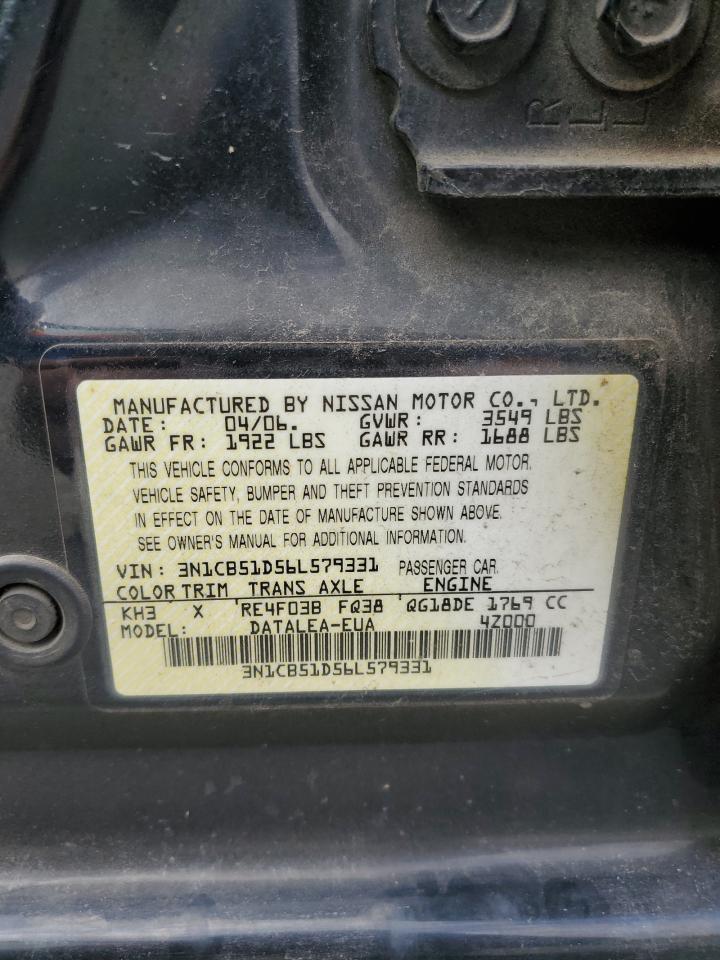 RLL
MANUFACTURED BY NISSAN MOTOR CO., LTD.
DATE: 04/06. GVWR: 3549 LBS
GAWR FR: 1922 LBS GAWR RR: 1688 LBS
THIS VEHICLE CONFORMS TO ALL APPLICABLE FEDERAL MOTOR
VEHICLE SAFETY, BUMPER AND THEFT PREVENTION STANDARDS
IN EFFECT ON THE DATE OF MANUFACTURE SHOWN ABOVE.
SEE OWNER'S MANUAL FOR ADDITIONAL INFORMATION.
VIN: 3N1CB51D56L579331 PASSENGER CAR
COLOR TRIM TRANS AXLE ENGINE
KH3 X RE4F03B FQ38 QG18DE 1769 CC
MODEL: DATALEA-EUA 4Z000
3N1CB51D56L579331